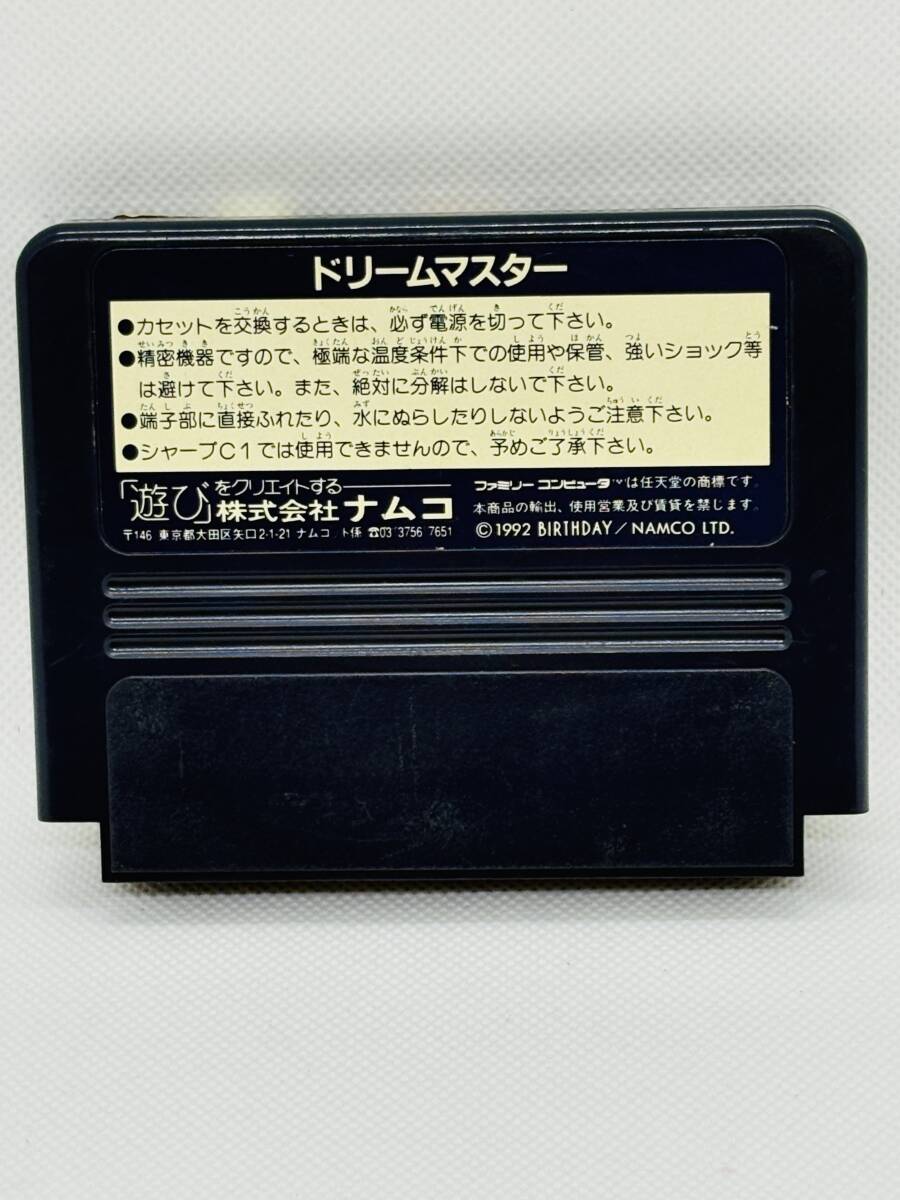 ドリームマスター
●カセットを交換するときは、必ず電源を切って下さい。
●精密機器ですので、極端な温度条件下での使用や保管、強いショック等
は避けて下さい。また、絶対に分解はしないで下さい。
●端子部に直接ふれたり、水にぬらしたりしないようご注意下さい。
●シャープC1では使用できませんので、予めご了承下さい。
「遊び」をクリエイトする
株式会社ナムコ
〒146 東京都大田区矢口2-1-21 ナムコ ット係 ☎03 3756 7651
ファミリー コンピュータ™は任天堂の商標です。
本商品の輸出、使用営業及び賃貸を禁じます。
©1992 BIRTHDAY/NAMCO LTD.